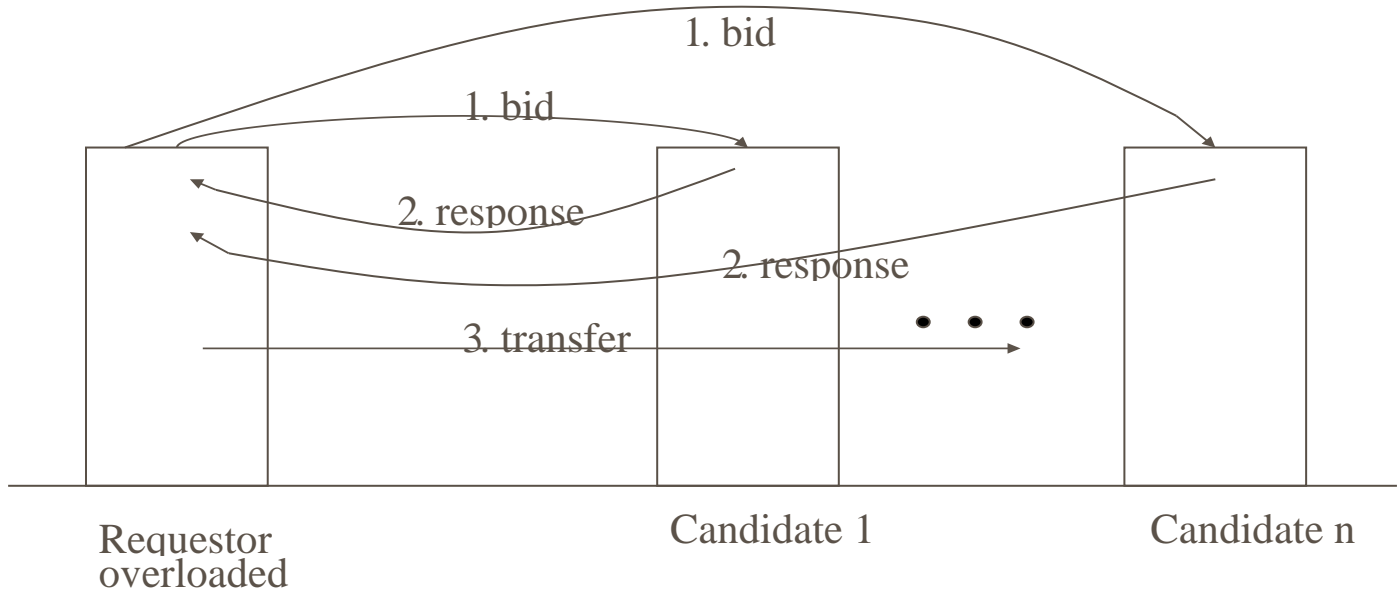 1. bid
1. bid
2. response
2. response
3. transfer
Requestor
overloaded
Candidate 1
Candidate n